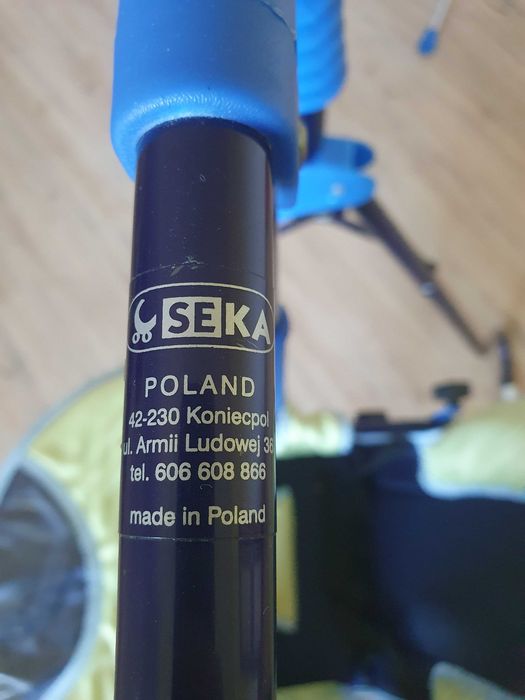 SEKA
POLAND
42-230 Koniecpol
ul. Armii Ludowej 36
tel. 606 608 866
made in Poland